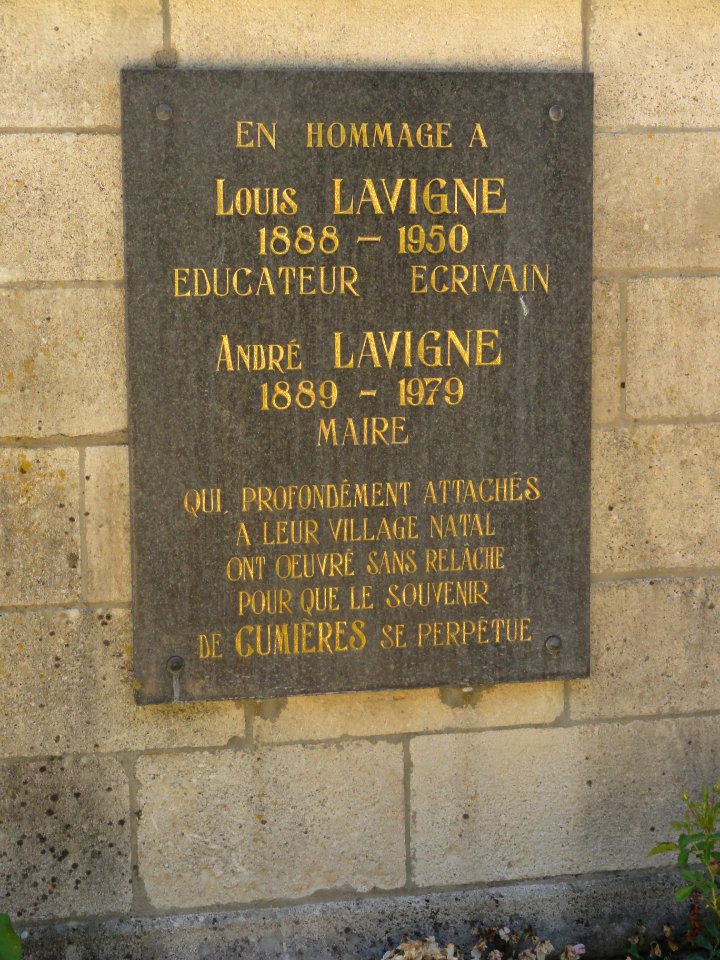 EN HOMMAGE A
LOUIS LAVIGNE
1888 – 1950
EDUCATEUR ECRIVAIN
ANDRÉ LAVIGNE
1889 – 1979
MAIRE
QUI, PROFONDÉMENT ATTACHÉS
A LEUR VILLAGE NATAL
ONT OEUVRÉ SANS RELÂCHE
POUR QUE LE SOUVENIR
DE CUMIÈRES SE PERPÊTUE